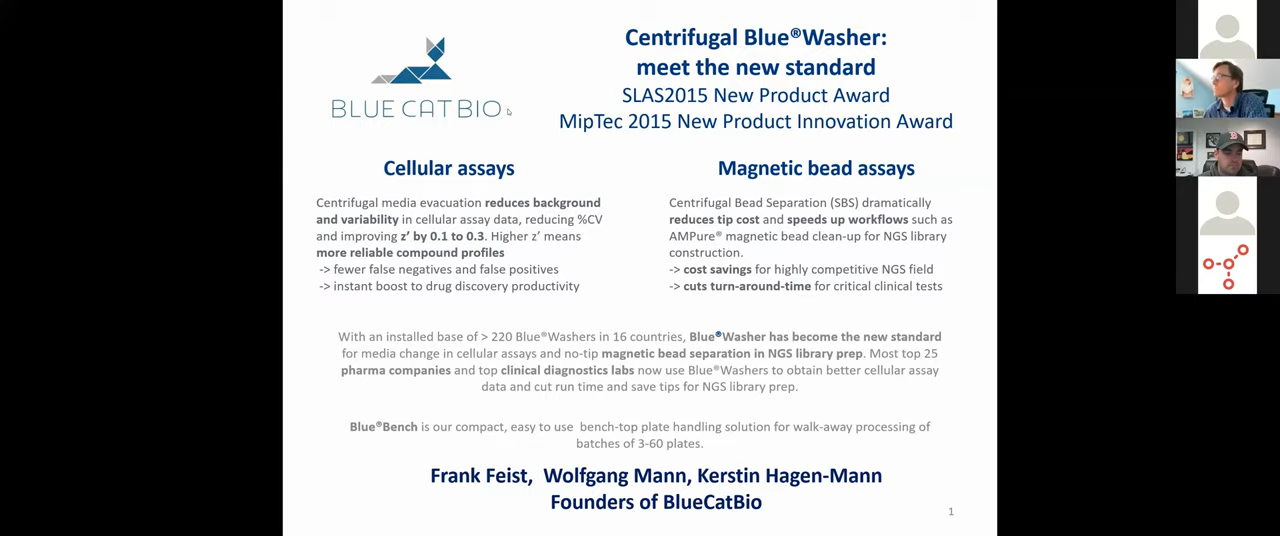 BLUE CAT BIO
Centrifugal Blue®Washer:
meet the new standard
SLAS2015 New Product Award
MipTec 2015 New Product Innovation Award
Cellular assays
Centrifugal media evacuation reduces background
and variability in cellular assay data, reducing %CV
and improving z’ by 0.1 to 0.3. Higher z’ means
more reliable compound profiles
-> fewer false negatives and false positives
-> instant boost to drug discovery productivity
Magnetic bead assays
Centrifugal Bead Separation (SBS) dramatically
reduces tip cost and speeds up workflows such as
AMPure® magnetic bead clean-up for NGS library
construction.
-> cost savings for highly competitive NGS field
-> cuts turn-around-time for critical clinical tests
With an installed base of > 220 Blue®Washers in 16 countries, Blue®Washer has become the new standard
for media change in cellular assays and no-tip magnetic bead separation in NGS library prep. Most top 25
pharma companies and top clinical diagnostics labs now use Blue®Washers to obtain better cellular assay
data and cut run time and save tips for NGS library prep.
Blue®Bench is our compact, easy to use bench-top plate handling solution for walk-away processing of
batches of 3-60 plates.
Frank Feist, Wolfgang Mann, Kerstin Hagen-Mann
Founders of BlueCatBio
1